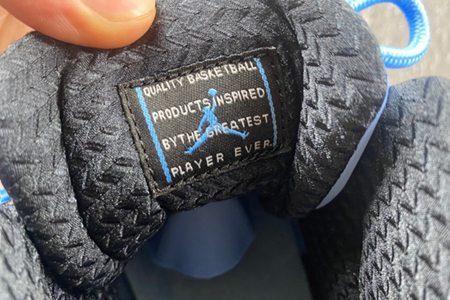 QUALITY BASKETBALL
PRODUCTS INSPIRED
BY THE GREATEST
PLAYER EVER.